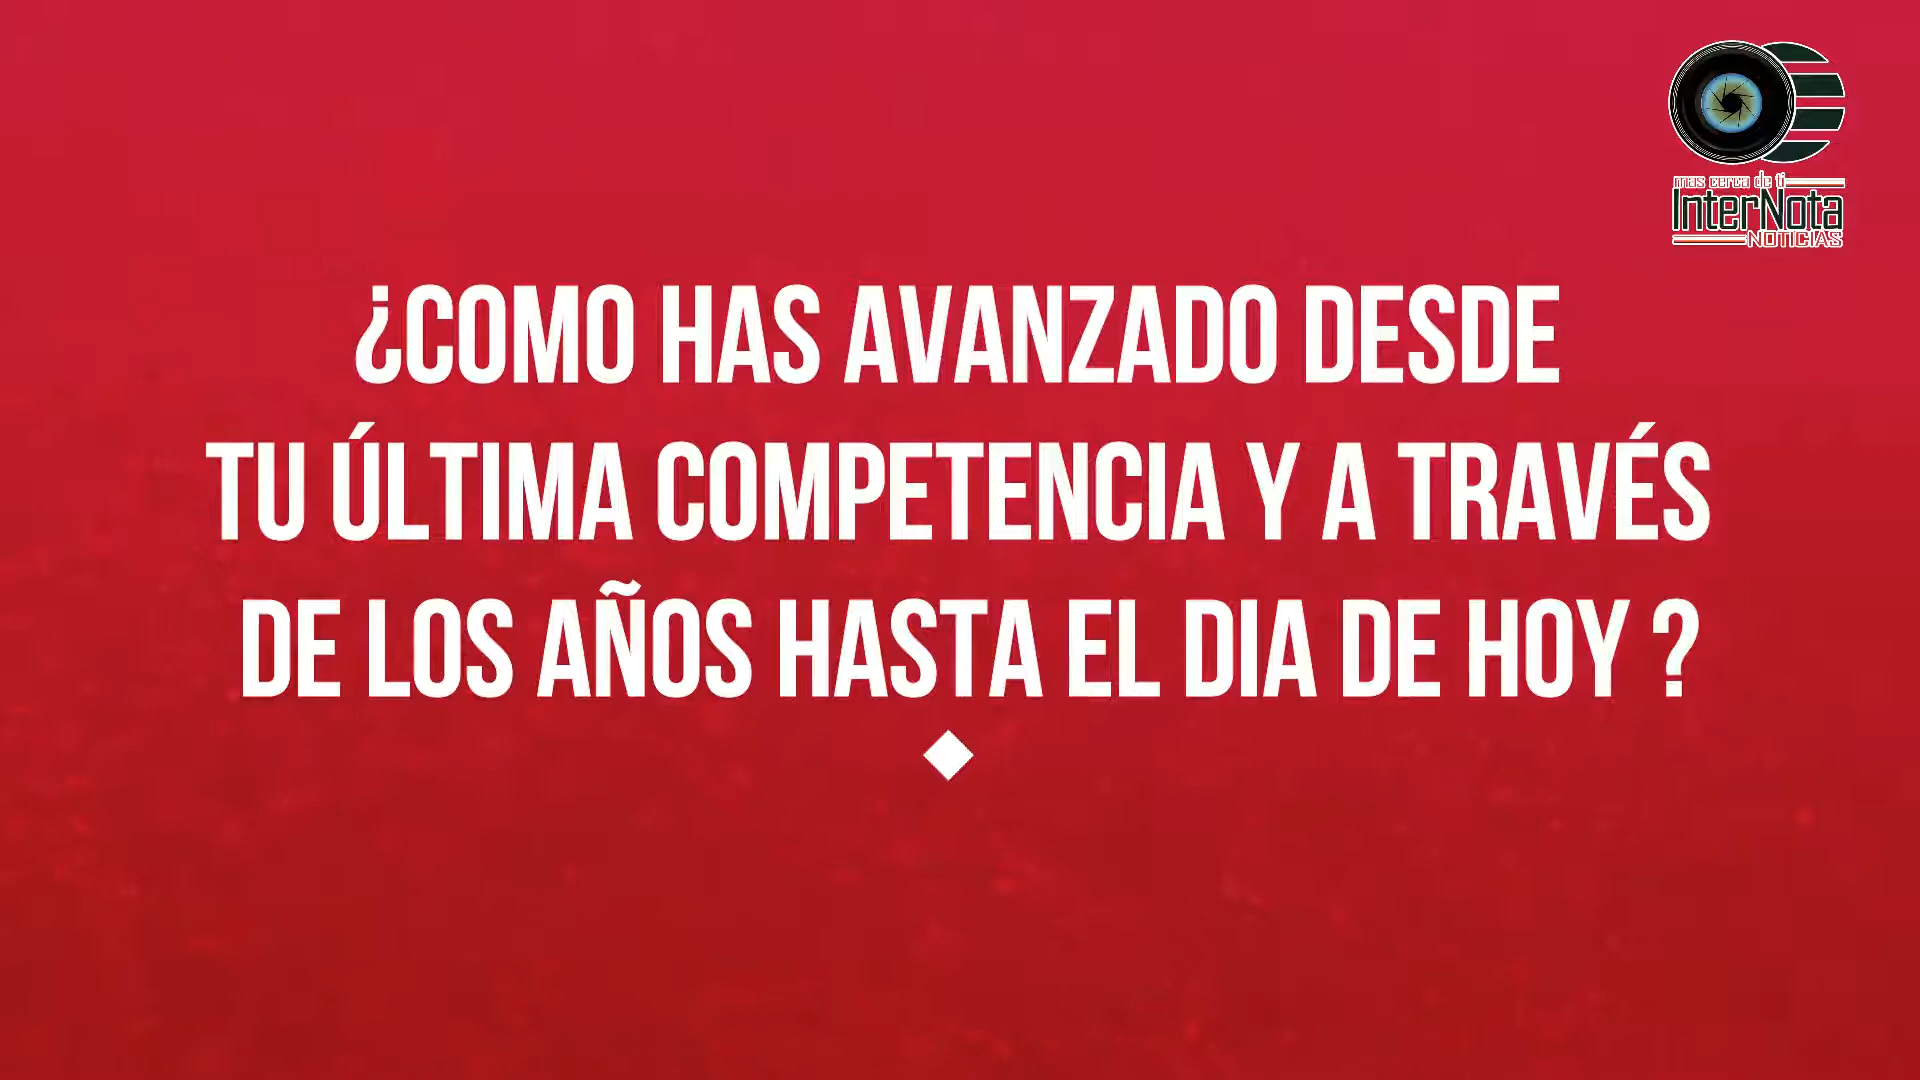 mas cerca de ti
InterNota
NOTICIAS
¿COMO HAS AVANZADO DESDE
TU ÚLTIMA COMPETENCIA Y A TRAVÉS
DE LOS AÑOS HASTA EL DIA DE HOY ?